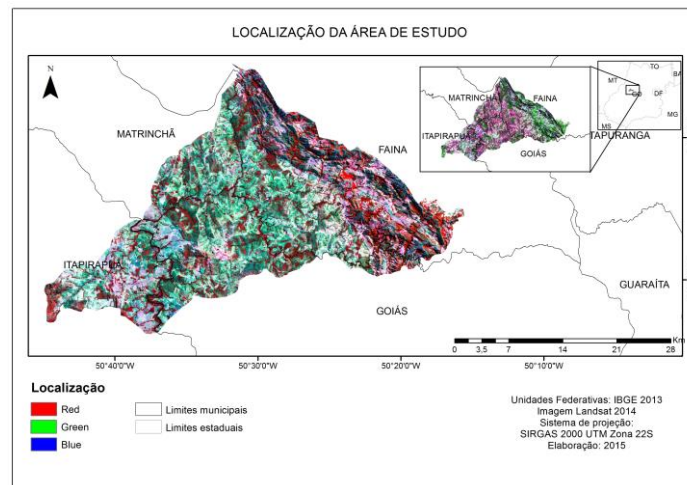 LOCALIZAÇÃO DA ÁREA DE ESTUDO
N
MATRINCHÃ
FAINA
ITAPIRAPUÃ
GOIÁS
GUARAÍTA
TAPURANGA
MATRINCHÃ
FAINA
ITAPIRAPUÃ
GOIÁS
TO
MT
BA
GO
DF
MG
MS
Km
0 3,5 7 14 21 28
50°40'0"W 50°30'0"W 50°20'0"W 50°10'0"W
Localização
Red
Green
Blue
Limites municipais
Limites estaduais
Unidades Federativas: IBGE 2013
Imagem Landsat 2014
Sistema de projeção:
SIRGAS 2000 UTM Zona 22S
Elaboração: 2015